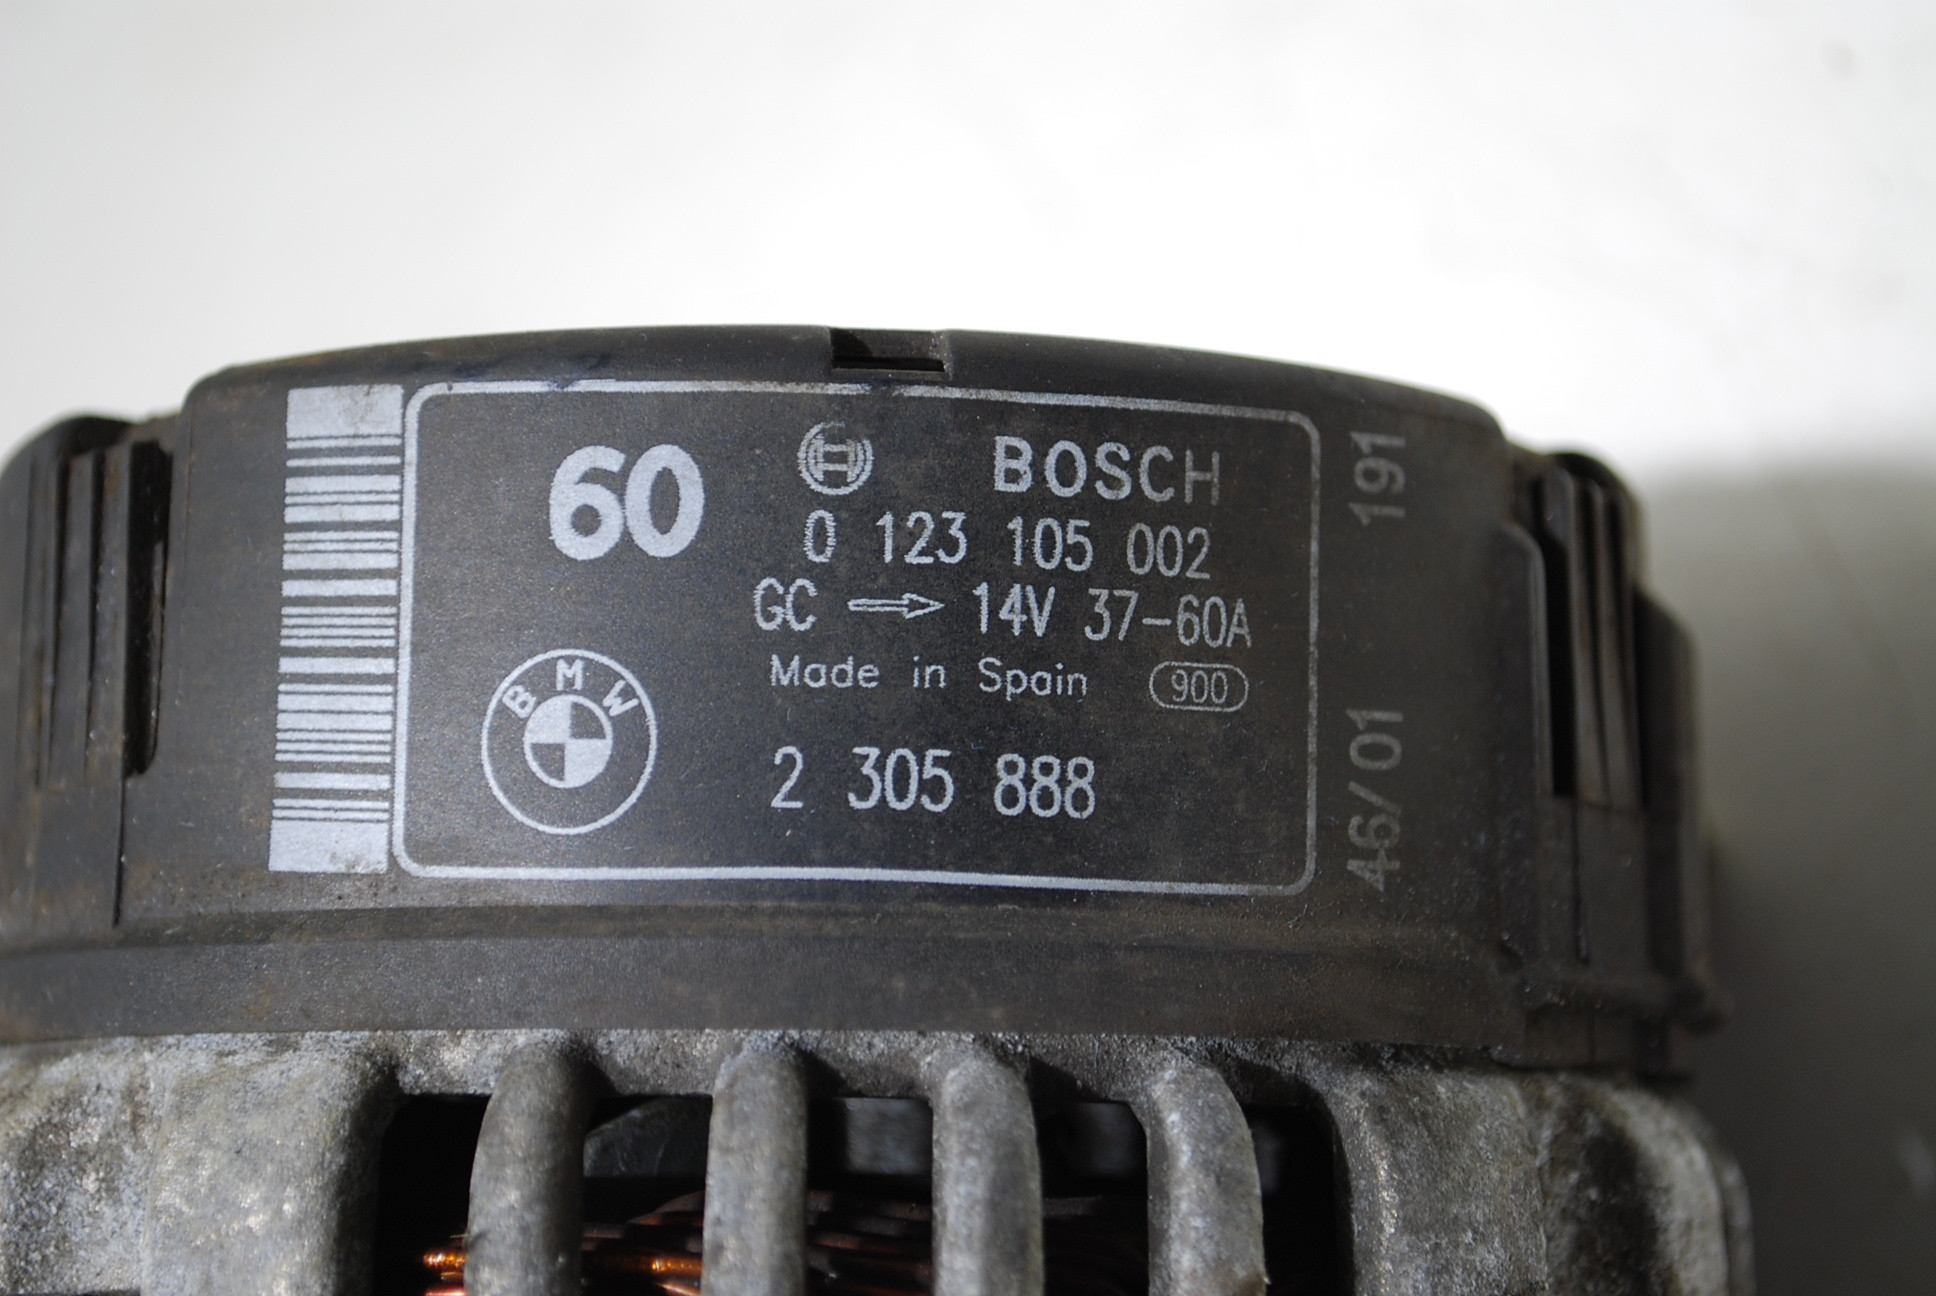 60
BOSCH
0 123 105 002
GC → 14V 37-60A
Made in Spain 900
BMW
2 305 888
191
46/01